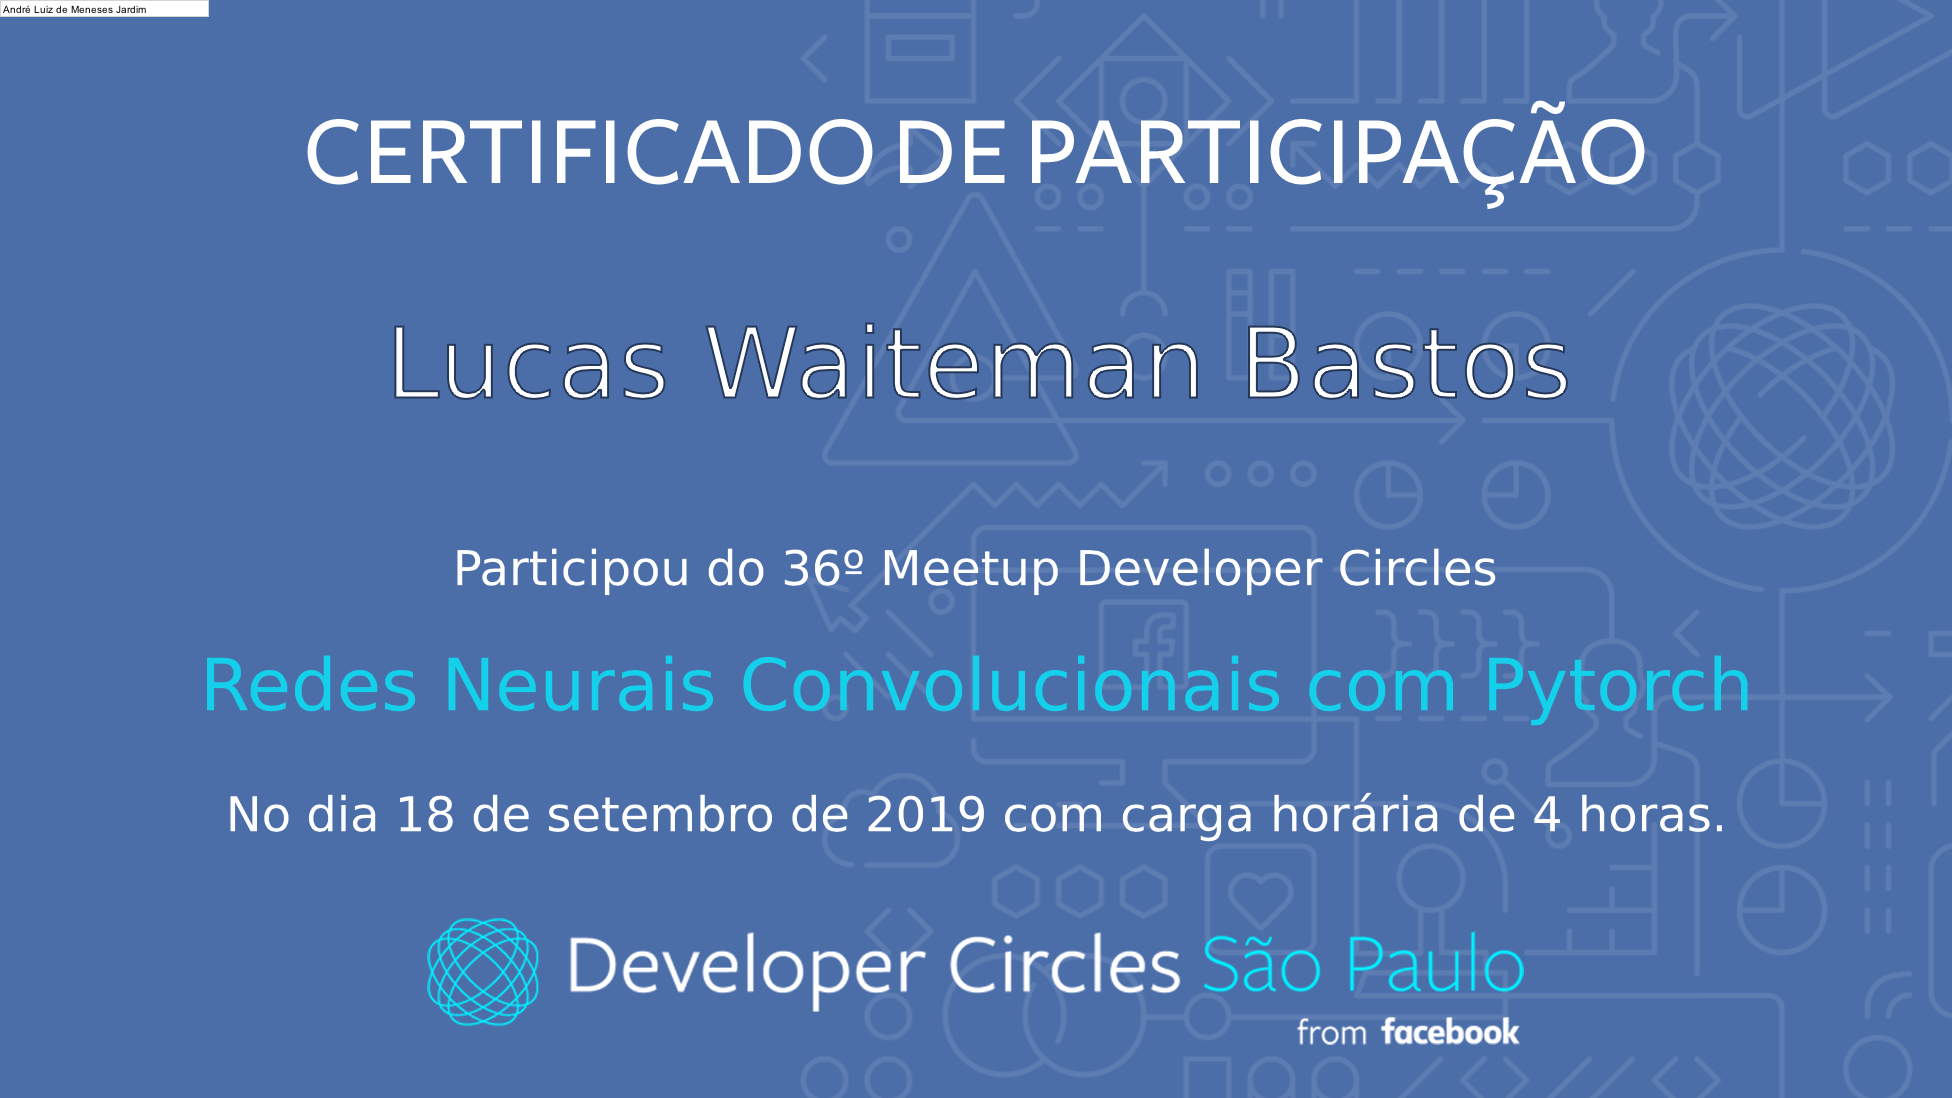 André Luiz de Meneses Jardim
CERTIFICADO DE PARTICIPAÇÃO
Lucas Waiteman Bastos
Participou do 36º Meetup Developer Circles
Redes Neurais Convolucionais com Pytorch
No dia 18 de setembro de 2019 com carga horária de 4 horas.
Developer Circles São Paulo
from facebook